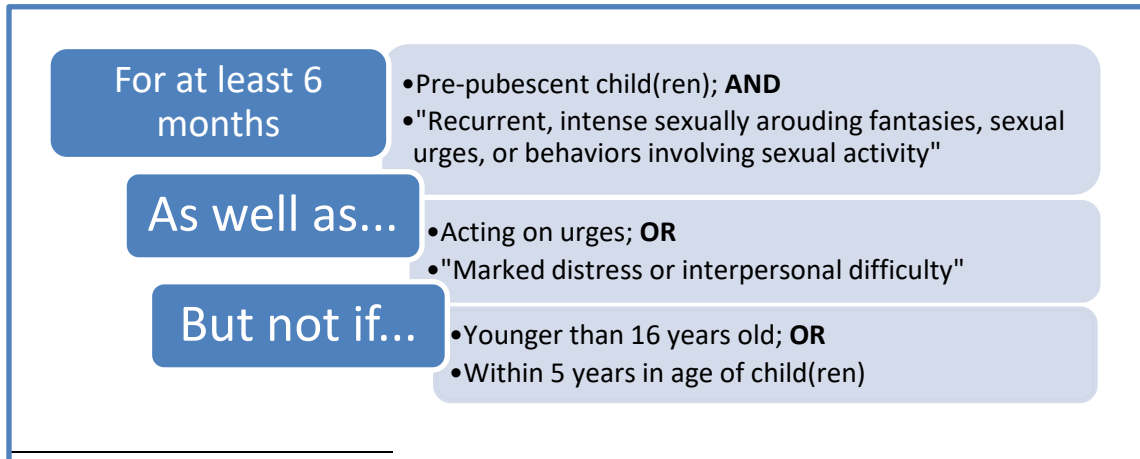 For at least 6
months
•Pre-pubescent child(ren); AND
•"Recurrent, intense sexually arouding fantasies, sexual
urges, or behaviors involving sexual activity"
As well as...
•Acting on urges; OR
•"Marked distress or interpersonal difficulty"
But not if...
•Younger than 16 years old; OR
•Within 5 years in age of child(ren)